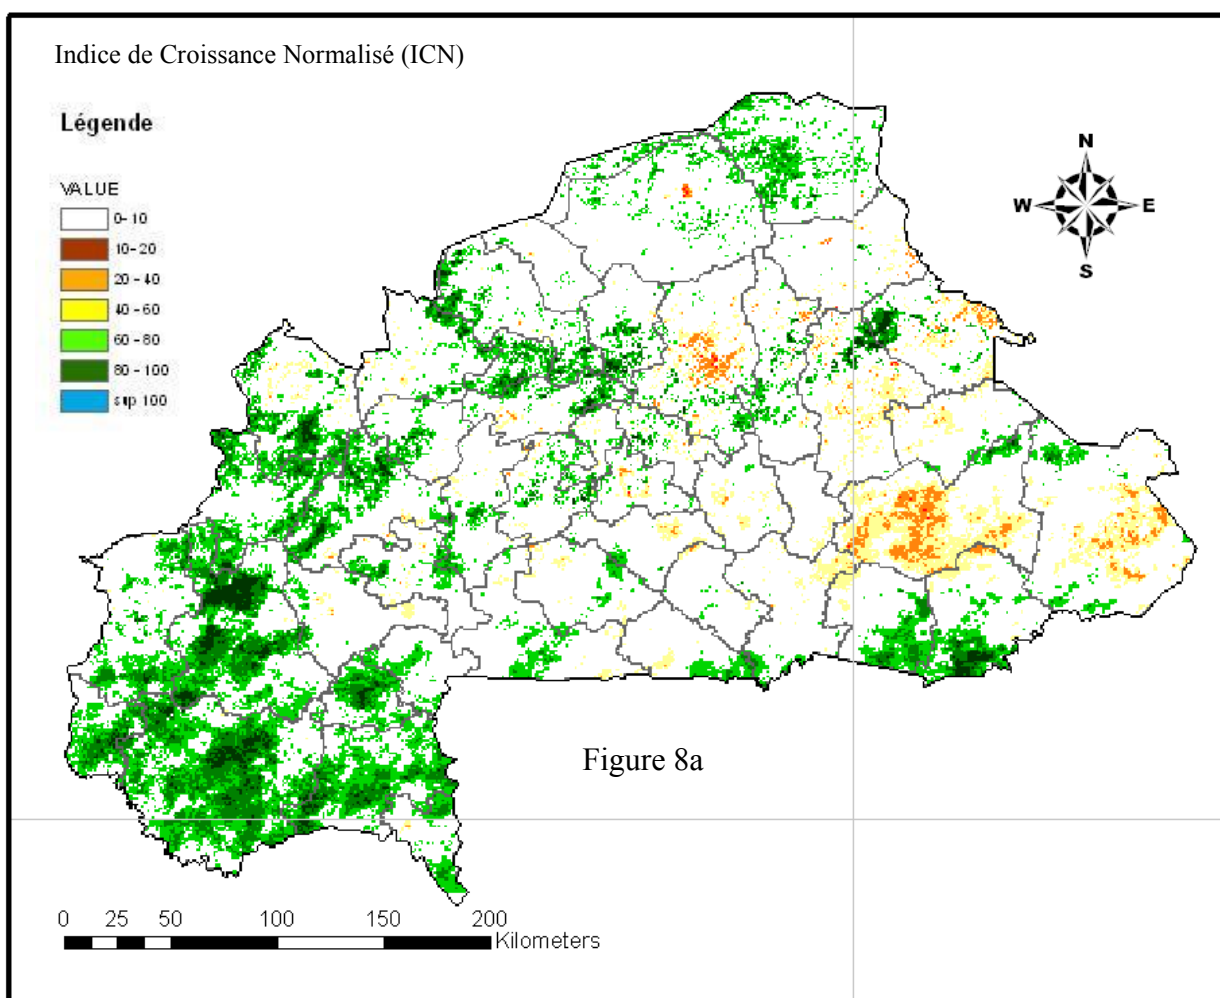 Indice de Croissance Normalisé (ICN)
Légende
VALUE
0- 10
10 - 20
20 - 40
40 - 60
60 - 80
80 - 100
sup 100
N
W E
S
Figure 8a
0 25 50 100 150 200
Kilometers